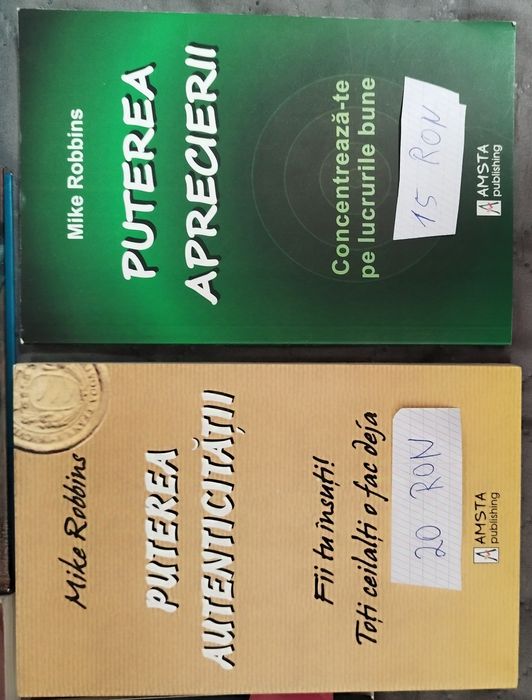 Mike Robbins
PUTEREA
APRECIERII
Concentrează-te
pe lucrurile bune
15 RON
AMSTA
publishing
Mike Robbins
PUTEREA
AUTENTICITĂȚII
Fii tu însuți!
Toți ceilalți o fac deja
20 RON
AMSTA
publishing